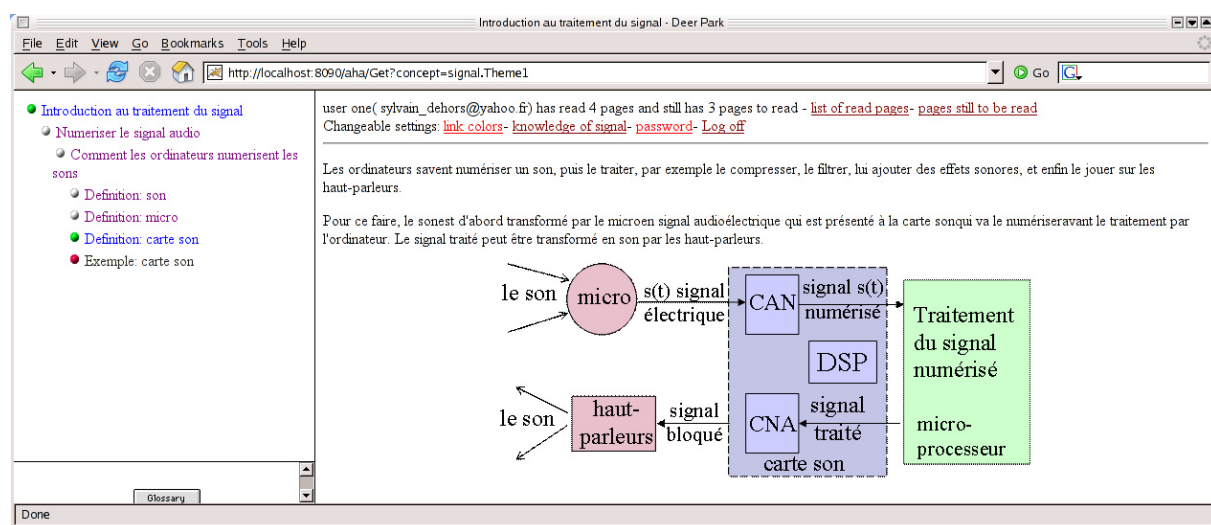 Introduction au traitement du signal - Deer Park
File Edit View Go Bookmarks Tools Help
http://localhost:8090/aha/Get?concept=signal.Theme1
Go
Introduction au traitement du signal
Numeriser le signal audio
Comment les ordinateurs numerisent les
sons
Definition: son
Definition: micro
Definition: carte son
Exemple: carte son
Glossary
user one( sylvain_dehors@yahoo.fr) has read 4 pages and still has 3 pages to read - list of read pages- pages still to be read
Changeable settings: link colors- knowledge of signal- password- Log off
Les ordinateurs savent numériser un son, puis le traiter, par exemple le compresser, le filtrer, lui ajouter des effets sonores, et enfin le jouer sur les
haut-parleurs.
Pour ce faire, le sonest d'abord transformé par le microen signal audioélectrique qui est présenté à la carte sonqui va le numériseravant le traitement par
l'ordinateur. Le signal traité peut être transformé en son par les haut-parleurs.
le son
micro
s(t) signal
électrique
CAN
signal s(t)
numérisé
Traitement
du signal
numérisé
DSP
le son
haut-
parleurs
signal
bloqué
CNA
signal
traité
micro-
processeur
carte son
Done